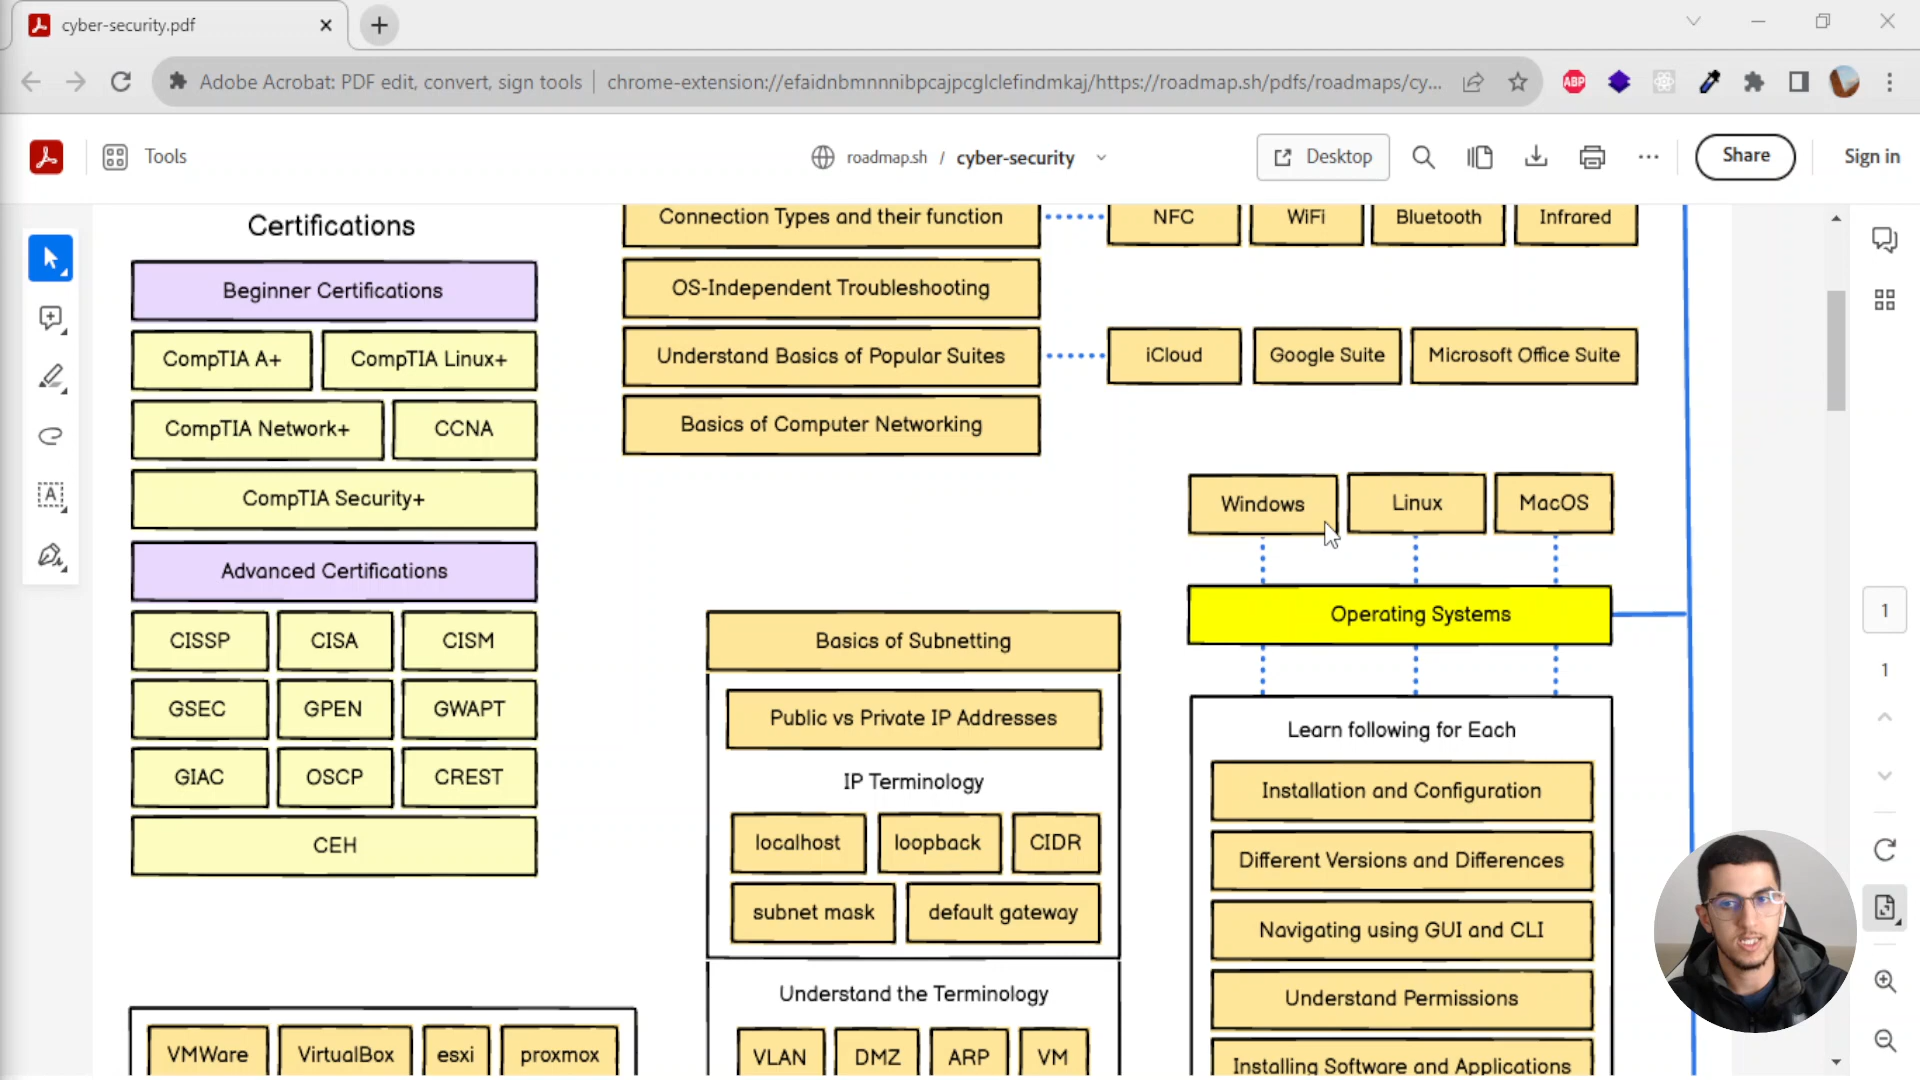 cyber-security.pdf
Adobe Acrobat: PDF edit, convert, sign tools
chrome-extension://efaidnbmnnnibpcajpcglclefindmkaj/https://roadmap.sh/pdfs/roadmaps/cy...
ABP
Tools
roadmap.sh / cyber-security
Desktop
Share
Sign in
Certifications
Beginner Certifications
CompTIA A+
CompTIA Linux+
CompTIA Network+
CCNA
CompTIA Security+
Advanced Certifications
CISSP
CISA
CISM
GSEC
GPEN
GWAPT
GIAC
OSCP
CREST
CEH
VMWare
VirtualBox
esxi
proxmox
Connection Types and their function
NFC
WiFi
Bluetooth
Infrared
OS-Independent Troubleshooting
Understand Basics of Popular Suites
iCloud
Google Suite
Microsoft Office Suite
Basics of Computer Networking
Basics of Subnetting
Public vs Private IP Addresses
IP Terminology
localhost
loopback
CIDR
subnet mask
default gateway
Understand the Terminology
VLAN
DMZ
ARP
VM
Windows
Linux
MacOS
Operating Systems
Learn following for Each
Installation and Configuration
Different Versions and Differences
Navigating using GUI and CLI
Understand Permissions
Installing Software and Applications
1
1